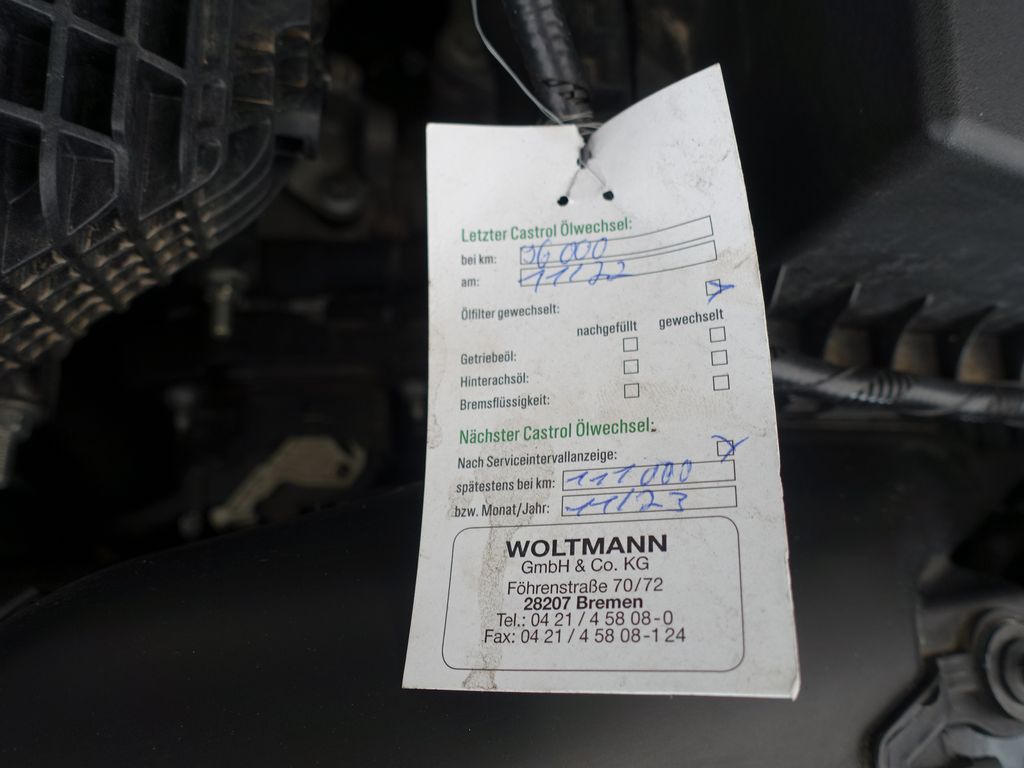 Letzter Castrol Ölwechsel:
bei km: 96 000
am: 11/22
Ölfilter gewechselt:
nachgefüllt gewechselt
Getriebeöl:
Hinterachsöl:
Bremsflüssigkeit:
Nächster Castrol Ölwechsel:
Nach Serviceintervallanzeige:
spätestens bei km: 111 000
bzw. Monat/Jahr: 11/23
WOLTMANN
GmbH & Co. KG
Föhrenstraße 70/72
28207 Bremen
Tel.: 04 21 / 4 58 08-0
Fax: 04 21 / 4 58 08-1 24